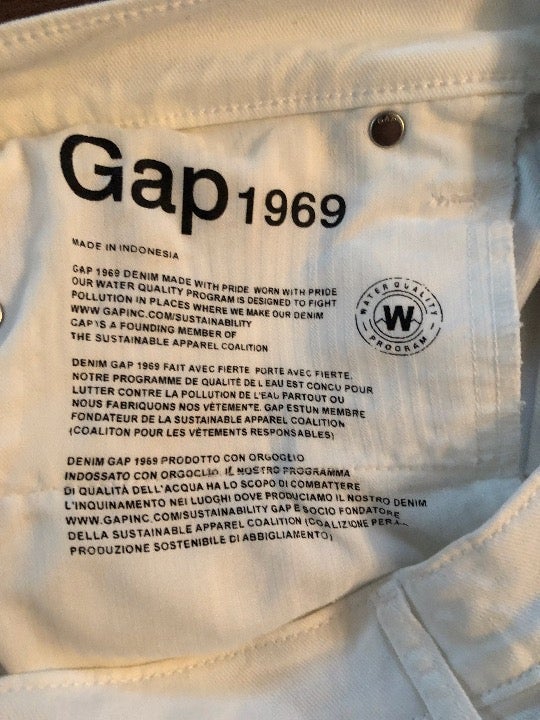 Gap 1969
MADE IN INDONESIA
GAP 1969 DENIM MADE WITH PRIDE WORN WITH PRIDE
OUR WATER QUALITY PROGRAM IS DESIGNED TO FIGHT
POLLUTION IN PLACES WHERE WE MAKE OUR DENIM
WWW.GAPINC.COM/SUSTAINABILITY
GAP IS A FOUNDING MEMBER OF
THE SUSTAINABLE APPAREL COALITION
WATER QUALITY
W
PROGRAM
DENIM GAP 1969 FAIT AVEC FIERTE PORTE AVEC FIERTE.
NOTRE PROGRAMME DE QUALITÉ DE L'EAU EST CONCU POUR
LUTTER CONTRE LA POLLUTION DE L'EAU PARTOUT OU
NOUS FABRIQUONS NOS VÊTEMENTS. GAP EST UN MEMBRE
FONDATEUR DE LA SUSTAINABLE APPAREL COALITION
(COALITON POUR LES VÊTEMENTS RESPONSABLES)
DENIM GAP 1969 PRODOTTO CON ORGOGLIO
INDOSSATO CON ORGOGLIO. IL NOSTRO PROGRAMMA
DI QUALITÀ DELL'ACQUA HA LO SCOPO DI COMBATTERE
L'INQUINAMENTO NEI LUOGHI DOVE PRODUCIAMO IL NOSTRO DENIM
WWW.GAPINC.COM/SUSTAINABILITY GAP E SOCIO FONDATORE
DELLA SUSTAINABLE APPAREL COALITION (COALIZIONE PER
PRODUZIONE SOSTENIBILE DI ABBIGLIAMENTO)